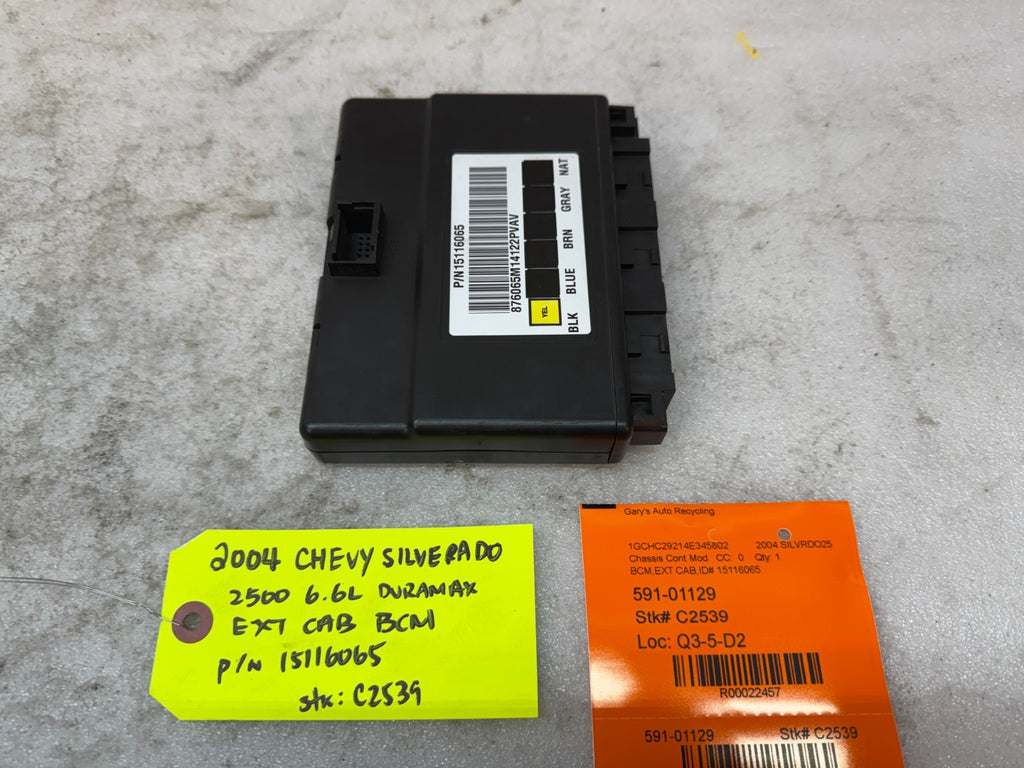 P/N15116065
876065M14122PVAV
YEL
BLK BLUE BRN GRAY NAT
2004 CHEVY SILVERADO
2500 6.6L DURAMAX
EXT CAB BCM
P/N 15116065
stk: C2539
Gary's Auto Recycling
1GCHC29214E345802 2004 SILVRDO25
Chassis Cont Mod CC: 0 Qty: 1
BCM,EXT CAB,ID# 15116065
591-01129
Stk# C2539
Loc: Q3-5-D2
R00022457
591-01129 Stk# C2539